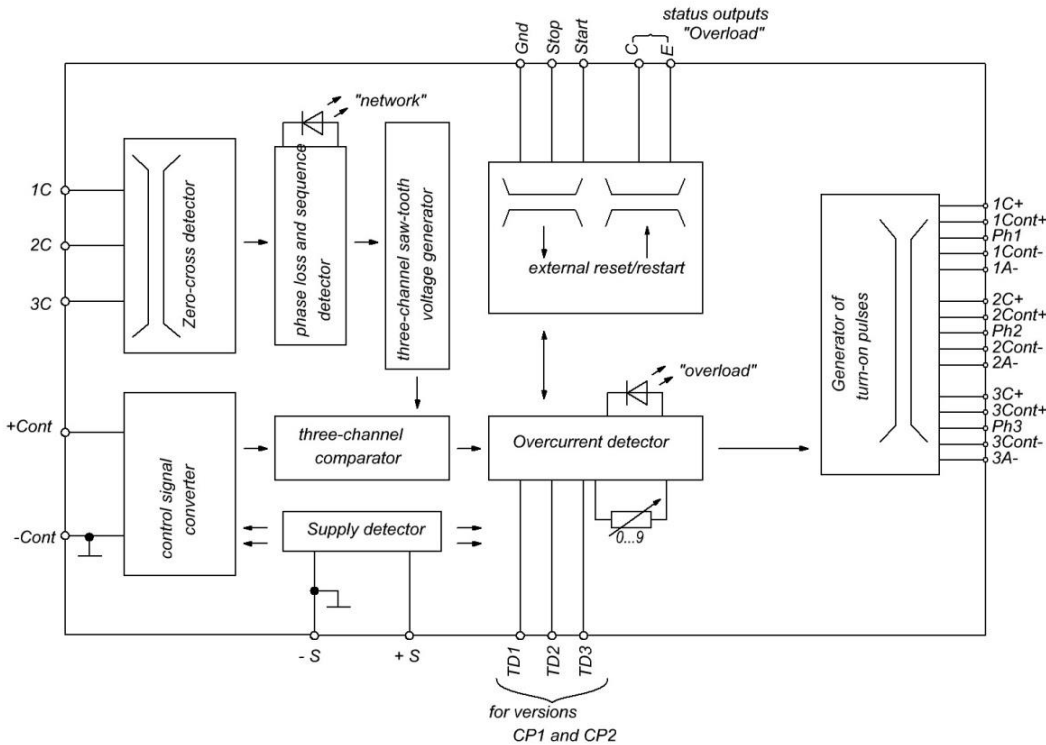 status outputs
"Overload"
Gnd
Stop
Start
C
E
"network"
1C
2C
3C
Zero-cross detector
phase loss and sequence
detector
three-channel saw-tooth
voltage generator
external reset/restart
Generator of
turn-on pulses
1C+
1Cont+
Ph1
1Cont-
1A-
2C+
2Cont+
Ph2
2Cont-
2A-
3C+
3Cont+
Ph3
3Cont-
3A-
"overload"
+Cont
-Cont
control signal
converter
three-channel
comparator
Overcurrent detector
0...9
Supply detector
- S
+ S
TD1
TD2
TD3
for versions
CP1 and CP2